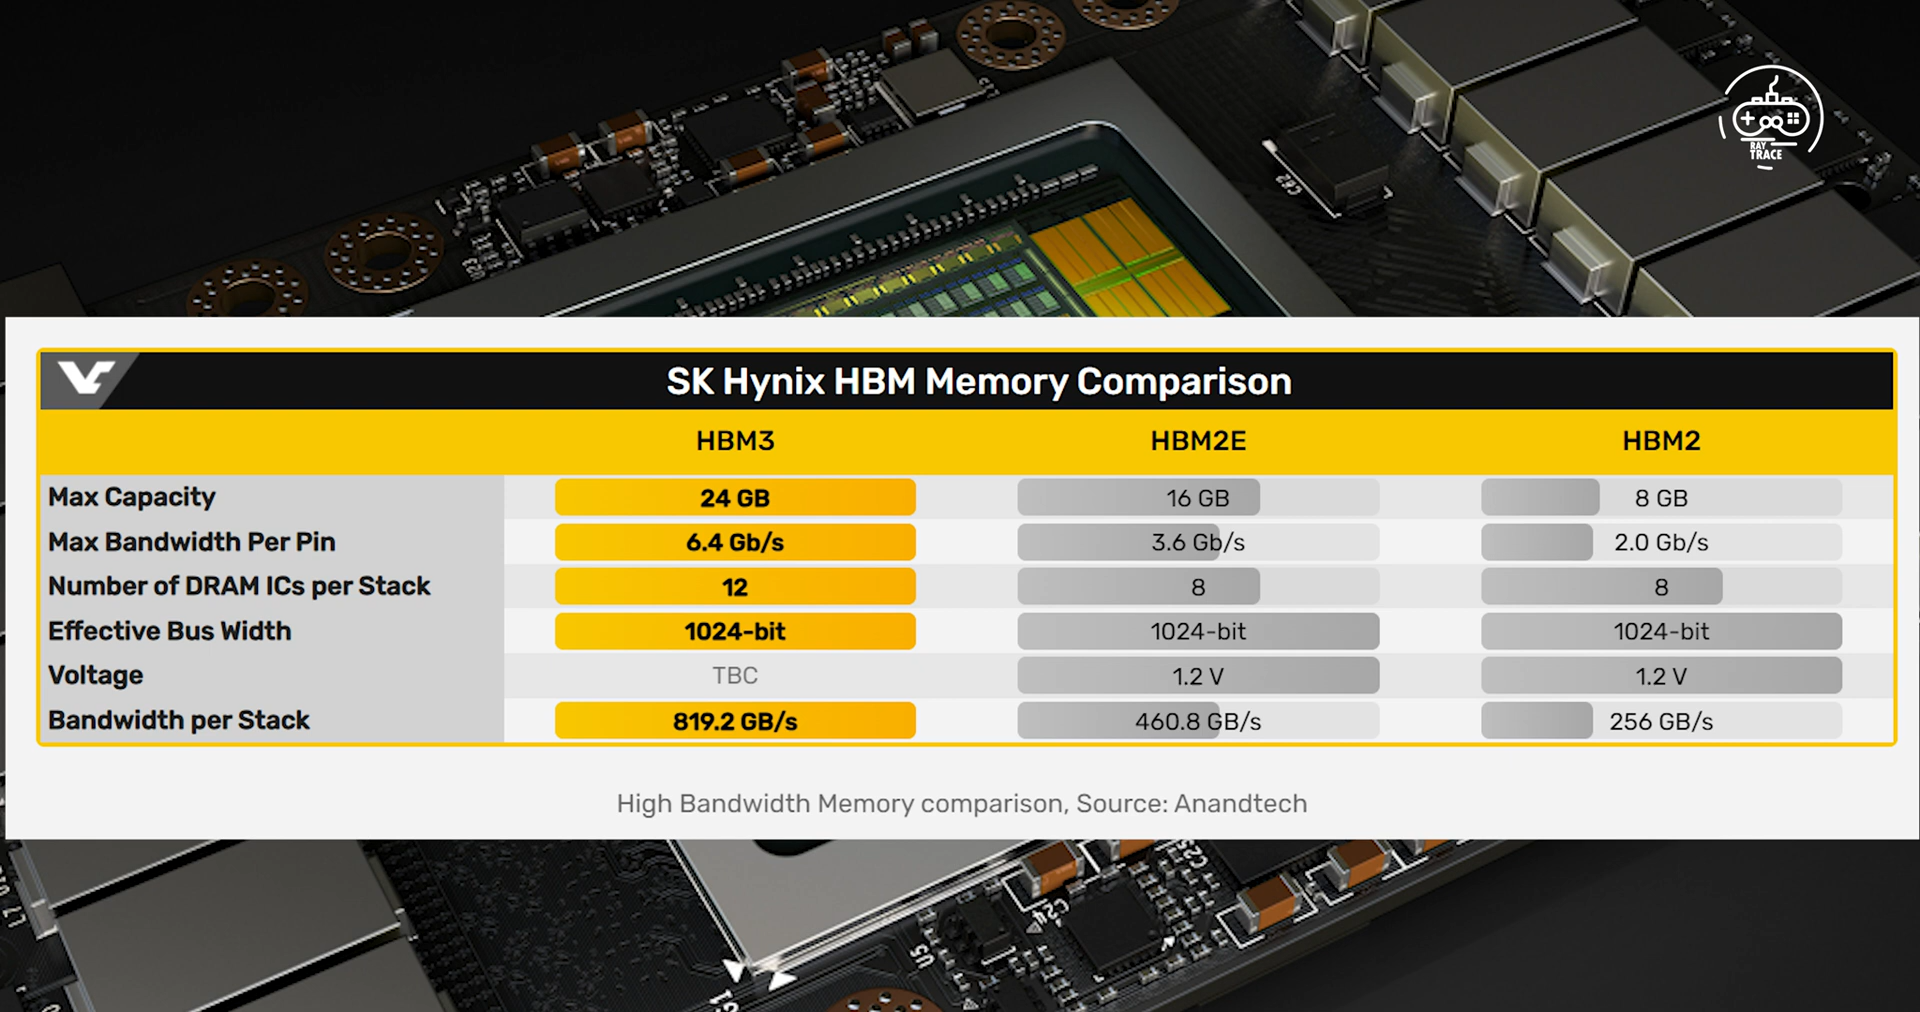 RAY
TRACE
C62
SK Hynix HBM Memory Comparison
HBM3 HBM2E HBM2
Max Capacity 24 GB 16 GB 8 GB
Max Bandwidth Per Pin 6.4 Gb/s 3.6 Gb/s 2.0 Gb/s
Number of DRAM ICs per Stack 12 8 8
Effective Bus Width 1024-bit 1024-bit 1024-bit
Voltage TBC 1.2 V 1.2 V
Bandwidth per Stack 819.2 GB/s 460.8 GB/s 256 GB/s
High Bandwidth Memory comparison, Source: Anandtech
C24
U5